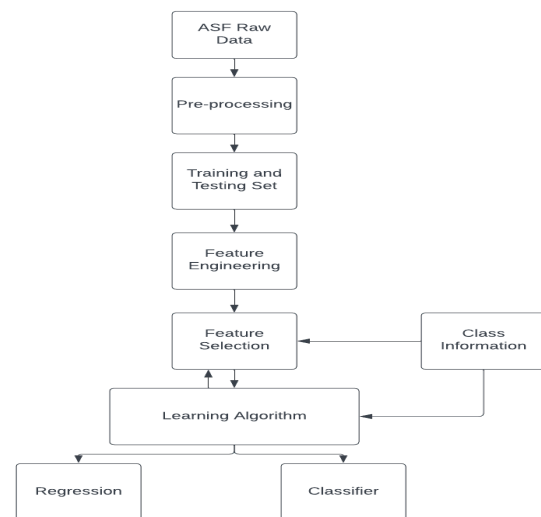 ASF Raw
Data
Pre-processing
Training and
Testing Set
Feature
Engineering
Feature
Selection
Class
Information
Learning Algorithm
Regression
Classifier